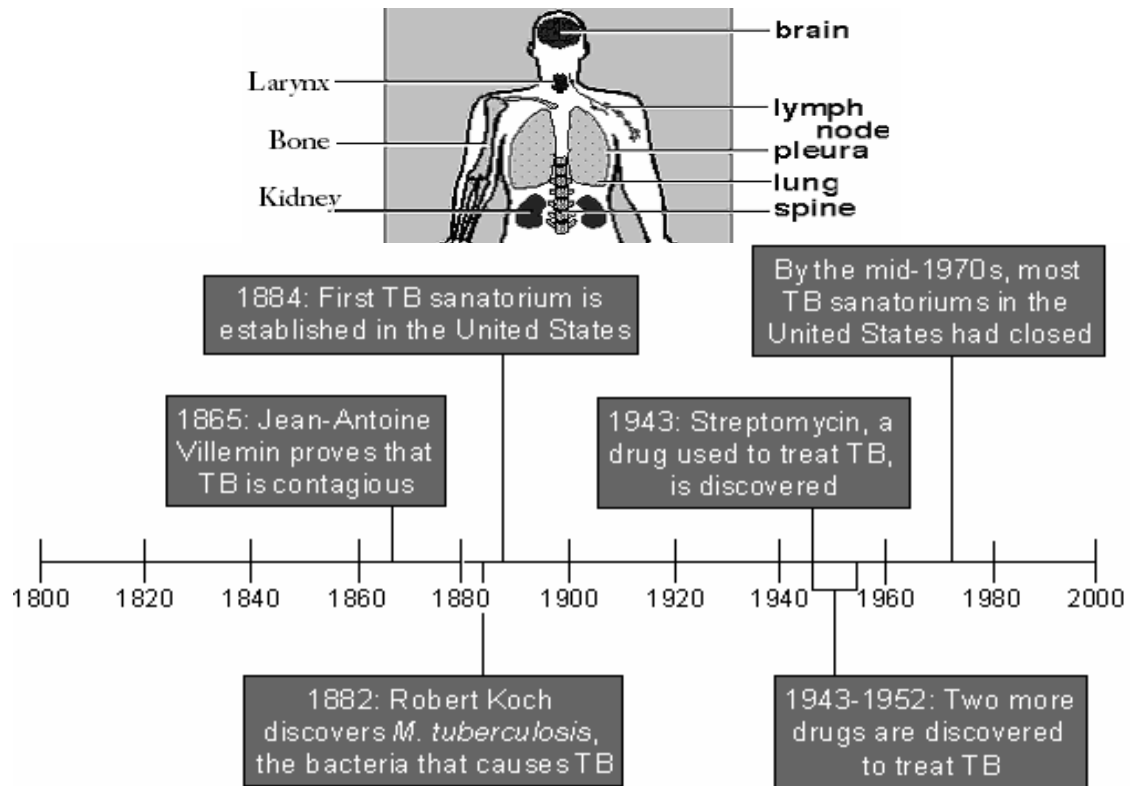 brain
Larynx
lymph
node
Bone
pleura
lung
Kidney
spine
1884: First TB sanatorium is
established in the United States
By the mid-1970s, most
TB sanatoriums in the
United States had closed
1865: Jean-Antoine
Villemin proves that
TB is contagious
1943: Streptomycin, a
drug used to treat TB,
is discovered
1800 1820 1840 1860 1880 1900 1920 1940 1960 1980 2000
1882: Robert Koch
discovers M. tuberculosis,
the bacteria that causes TB
1943-1952: Two more
drugs are discovered
to treat TB